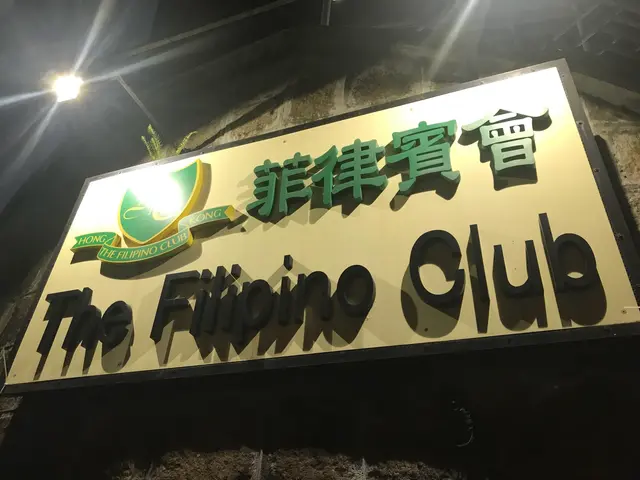 菲律賓會
HONG KONG
THE FILIPINO CLUB
The Filipino Club